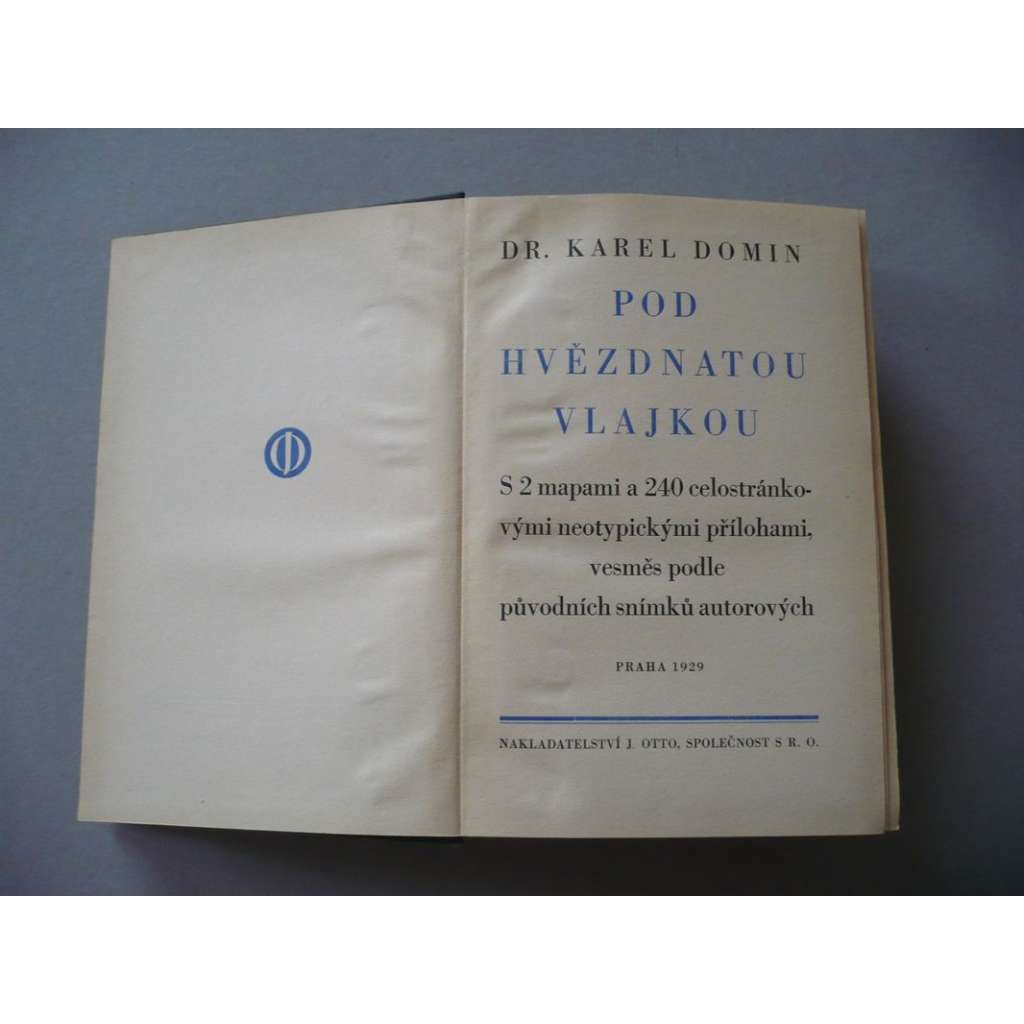 DR. KAREL DOMIN
POD
HVĚZDNATOU
VLAJKOU
S 2 mapami a 240 celostránko-
vými neotypickými přílohami,
vesměs podle
původních snímků autorových
PRAHA 1929
NAKLADATELSTVÍ J. OTTO, SPOLEČNOST S R. O.